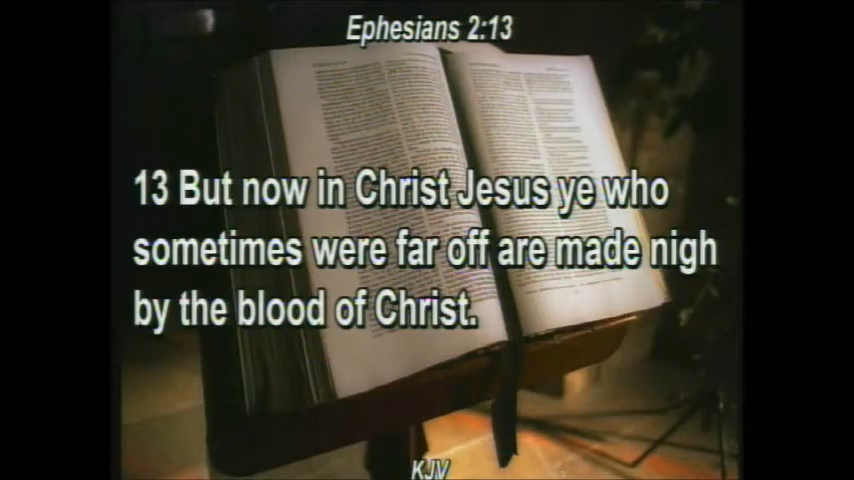 Ephesians 2:13
13 But now in Christ Jesus ye who
sometimes were far off are made nigh
by the blood of Christ.
KJV